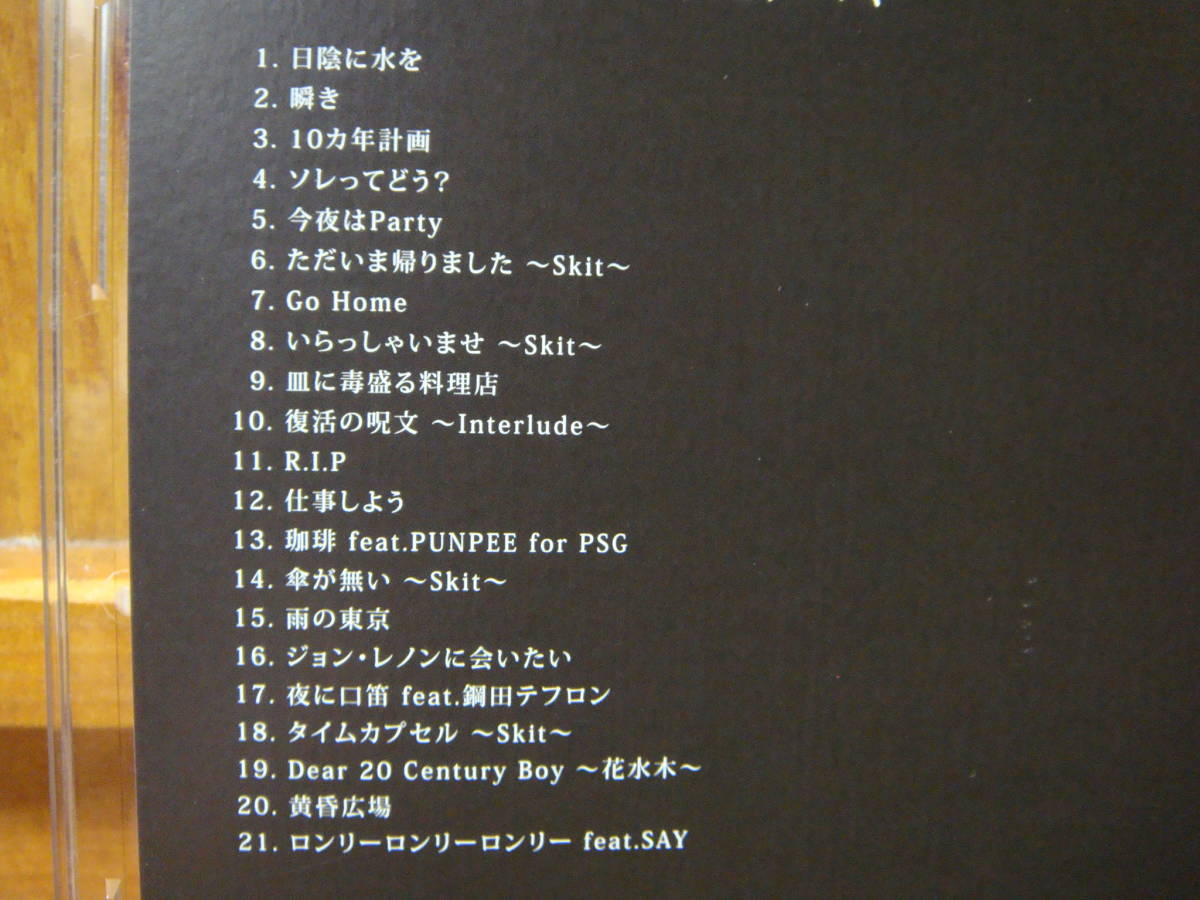 1. 日陰に水を
2. 瞬き
3. 10カ年計画
4. ソレってどう?
5. 今夜はParty
6. ただいま帰りました ～Skit～
7. Go Home
8. いらっしゃいませ ～Skit～
9. 皿に毒盛る料理店
10. 復活の呪文 ～Interlude～
11. R.I.P
12. 仕事しよう
13. 珈琲 feat.PUNPEE for PSG
14. 傘が無い ～Skit～
15. 雨の東京
16. ジョン・レノンに会いたい
17. 夜に口笛 feat.鋼田テフロン
18. タイムカプセル ～Skit～
19. Dear 20 Century Boy ～花水木～
20. 黄昏広場
21. ロンリーロンリーロンリー feat.SAY